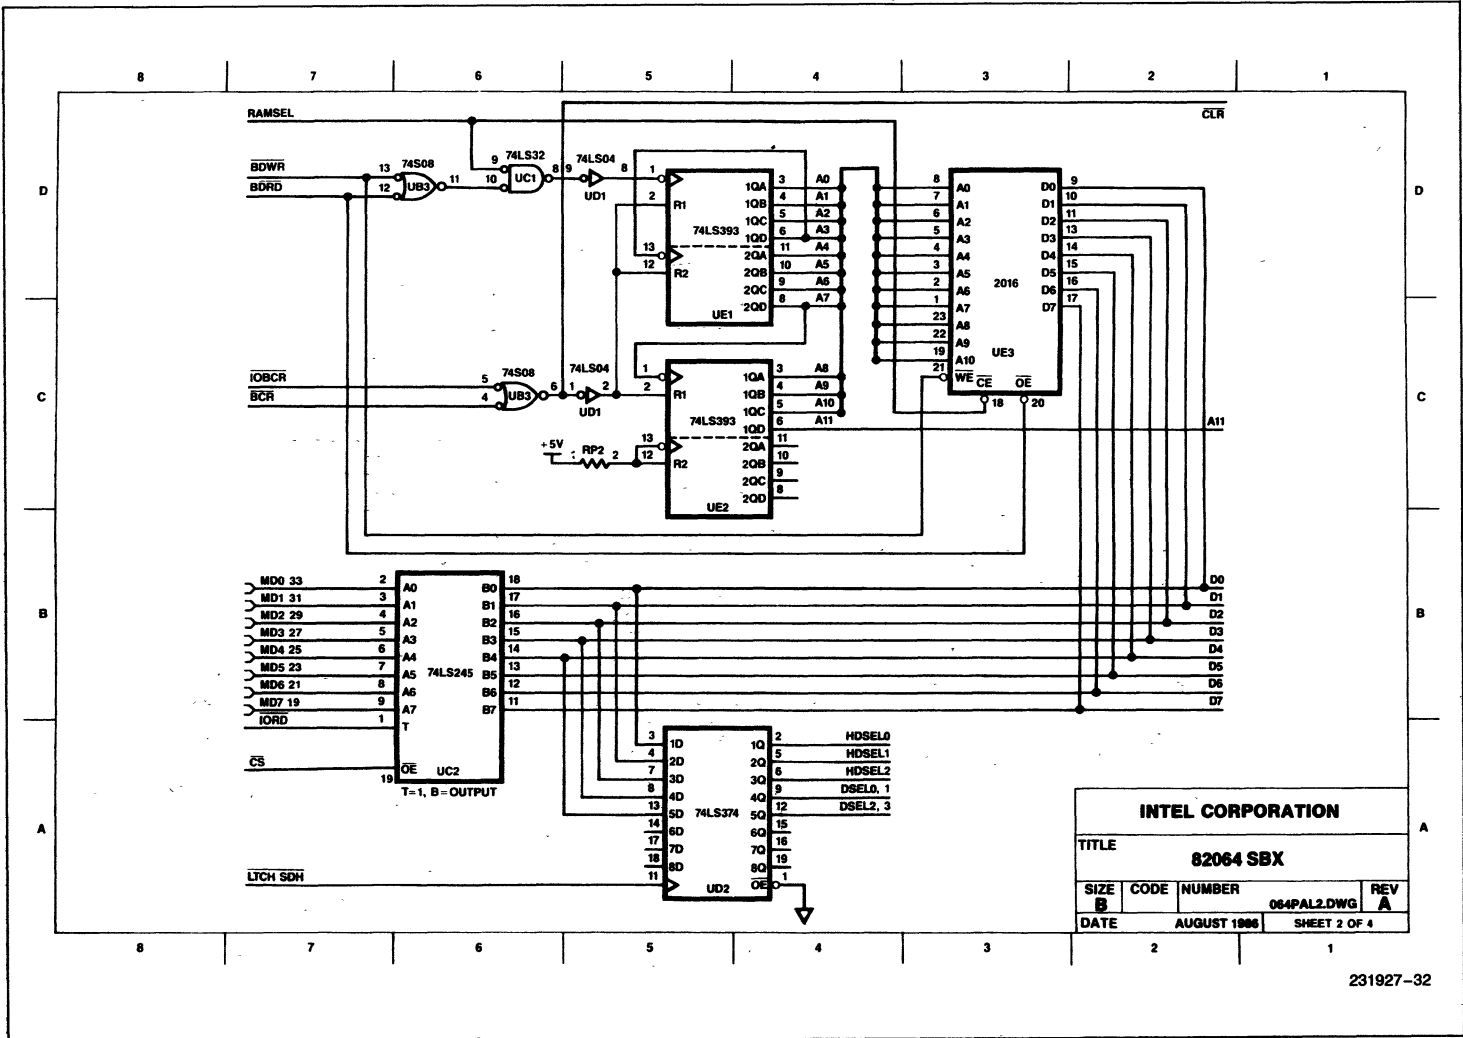 8 7 6 5 4 3 2 1
D
C
B
A
RAMSEL
CLR
BDWR
BDRD
13
12
74S08
UB3
11
9
10
74LS32
UC1
8
9
74LS04
UD1
8
1
2
R1
74LS393
13
12
R2
UE1
1QA 3 A0
1QB 4 A1
1QC 5 A2
1QD 6 A3
2QA 11 A4
2QB 10 A5
2QC 9 A6
2QD 8 A7
8 A0
7 A1
6 A2
5 A3
4 A4
3 A5
2 A6
1 A7
23 A8
22 A9
19 A10
21 WE
2016
UE3
CE
OE
18
20
D0 9
D1 10
D2 11
D3 13
D4 14
D5 15
D6 16
D7 17
IOBCR
BCR
5
4
74S08
UB3
6
74LS04
1
2
UD1
+5V
1 RP2 2
1
2
R1
74LS393
13
12
R2
UE2
1QA 3 A8
1QB 4 A9
1QC 5 A10
1QD 6 A11
2QA 11
2QB 10
2QC 9
2QD 8
A11
MD0 33 2 A0
MD1 31 3 A1
MD2 29 4 A2
MD3 27 5 A3
MD4 25 6 A4
MD5 23 7 A5
MD6 21 8 A6
MD7 19 9 A7
IORD 1 T
CS 19 OE
74LS245
UC2
T=1, B=OUTPUT
B0 18 D0
B1 17 D1
B2 16 D2
B3 15 D3
B4 14 D4
B5 13 D5
B6 12 D6
B7 11 D7
3 1D
4 2D
7 3D
8 4D
13 5D
14 6D
17 7D
18 8D
LTCH SDH 11
74LS374
UD2
1Q 2 HDSEL0
2Q 5 HDSEL1
3Q 6 HDSEL2
4Q 9 DSEL0, 1
5Q 12 DSEL2, 3
6Q 15
7Q 16
8Q 19
OE 1
D
C
B
A
INTEL CORPORATION
TITLE
82064 SBX
SIZE B CODE NUMBER 064PAL2.DWG REV A
DATE AUGUST 1986 SHEET 2 OF 4
8 7 6 5 4 3 2 1
231927-32